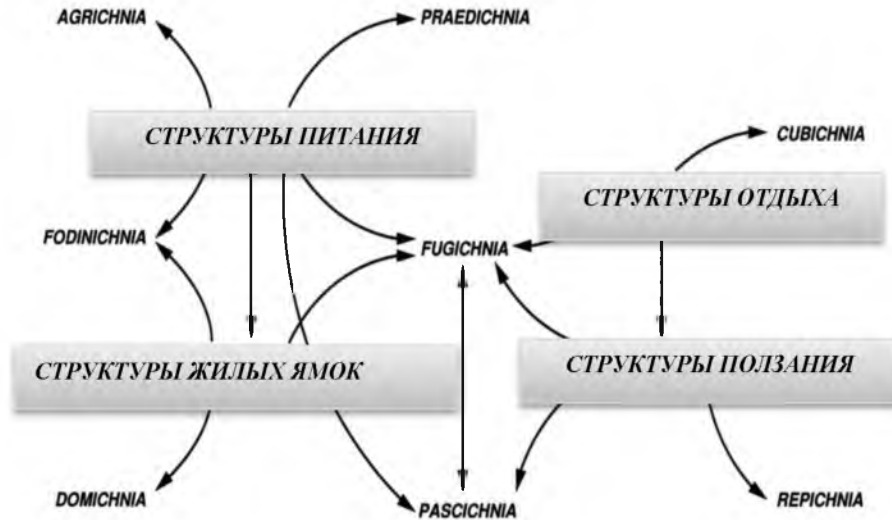 AGRICHNIA
PRAEDICHNIA
СТРУКТУРЫ ПИТАНИЯ
CUBICHNIA
СТРУКТУРЫ ОТДЫХА
FODINICHNIA
FUGICHNIA
СТРУКТУРЫ ЖИЛЫХ ЯМОК
СТРУКТУРЫ ПОЛЗАНИЯ
DOMICHNIA
PASCICHNIA
REPICHNIA